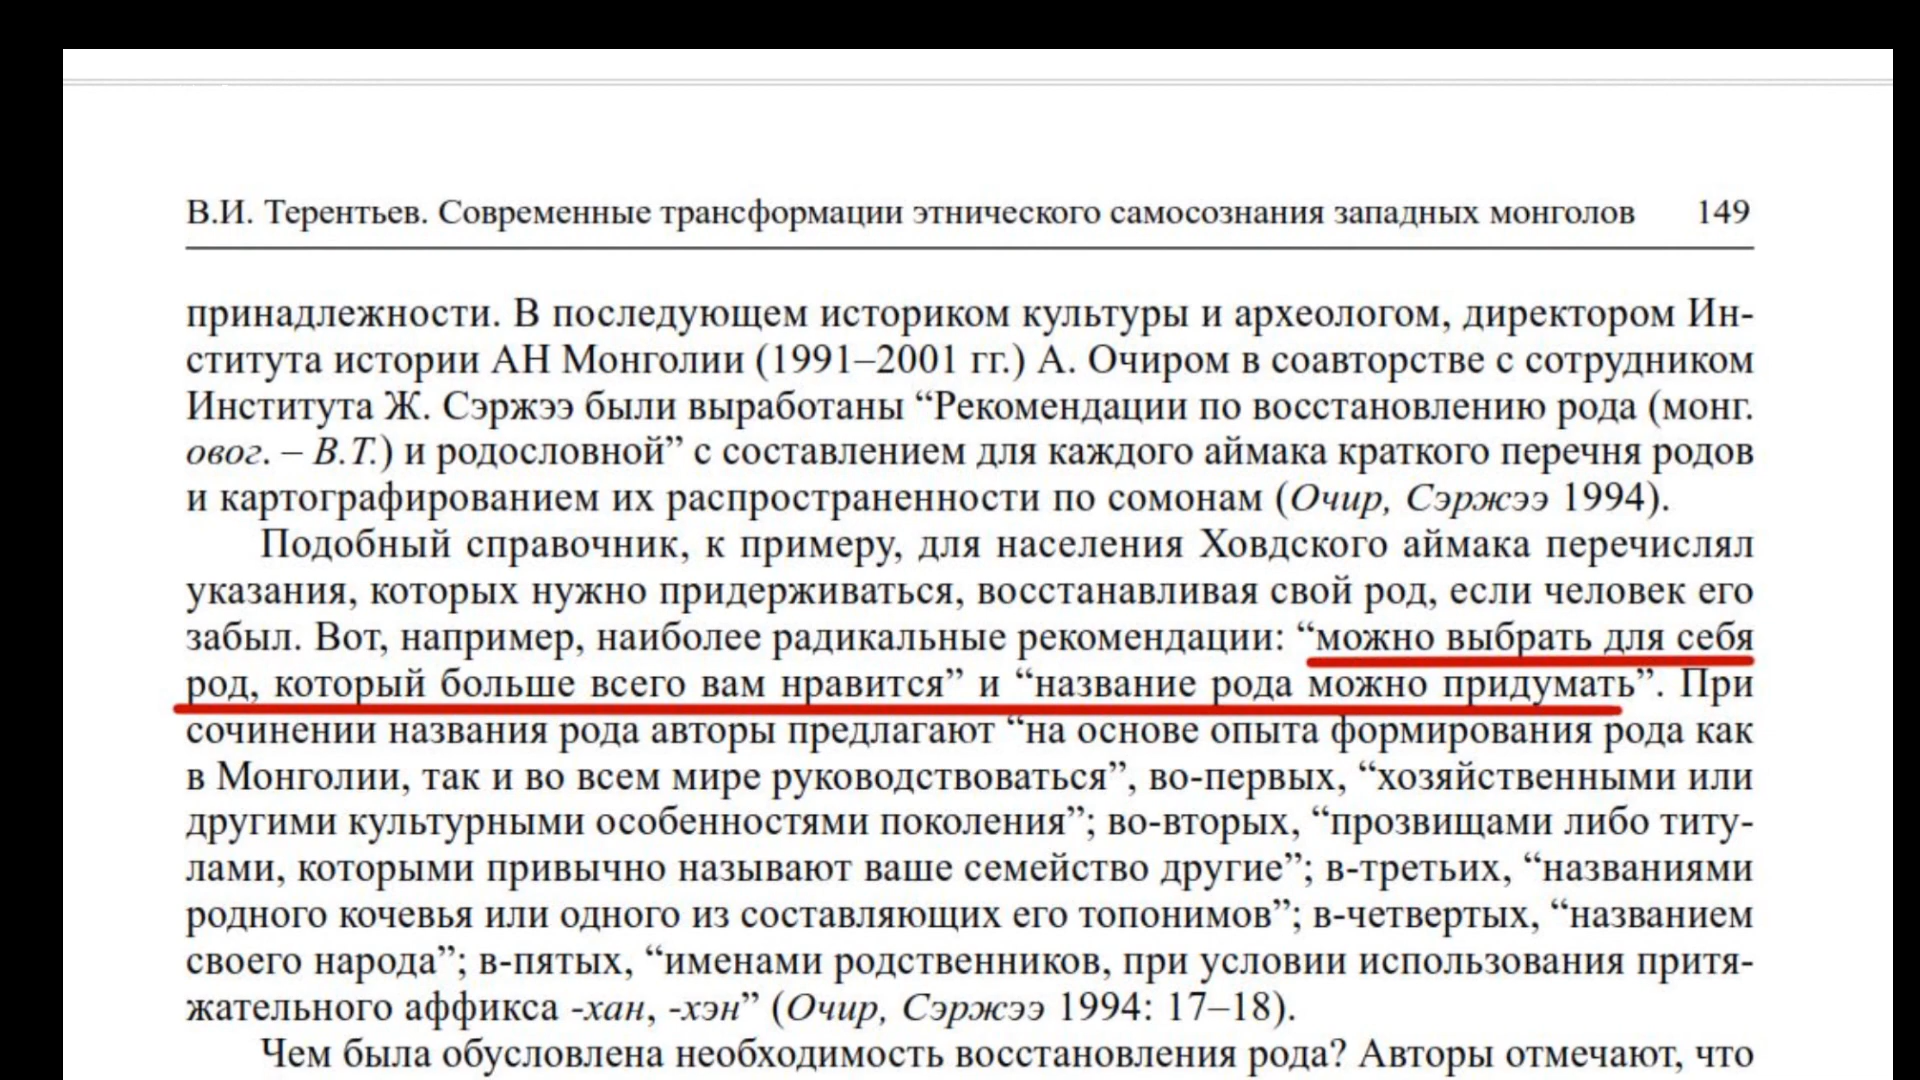 В.И. Терентьев. Современные трансформации этнического самосознания западных монголов 149
принадлежности. В последующем историком культуры и археологом, директором Ин-
ститута истории АН Монголии (1991–2001 гг.) А. Очиром в соавторстве с сотрудником
Института Ж. Сэржээ были выработаны “Рекомендации по восстановлению рода (монг.
овог. – В.Т.) и родословной” с составлением для каждого аймака краткого перечня родов
и картографированием их распространенности по сомонам (Очир, Сэржээ 1994).
Подобный справочник, к примеру, для населения Ховдского аймака перечислял
указания, которых нужно придерживаться, восстанавливая свой род, если человек его
забыл. Вот, например, наиболее радикальные рекомендации: “можно выбрать для себя
род, который больше всего вам нравится” и “название рода можно придумать”. При
сочинении названия рода авторы предлагают “на основе опыта формирования рода как
в Монголии, так и во всем мире руководствоваться”, во-первых, “хозяйственными или
другими культурными особенностями поколения”; во-вторых, “прозвищами либо титу-
лами, которыми привычно называют ваше семейство другие”; в-третьих, “названиями
родного кочевья или одного из составляющих его топонимов”; в-четвертых, “названием
своего народа”; в-пятых, “именами родственников, при условии использования притя-
жательного аффикса -хан, -хэн” (Очир, Сэржээ 1994: 17–18).
Чем была обусловлена необходимость восстановления рода? Авторы отмечают, что